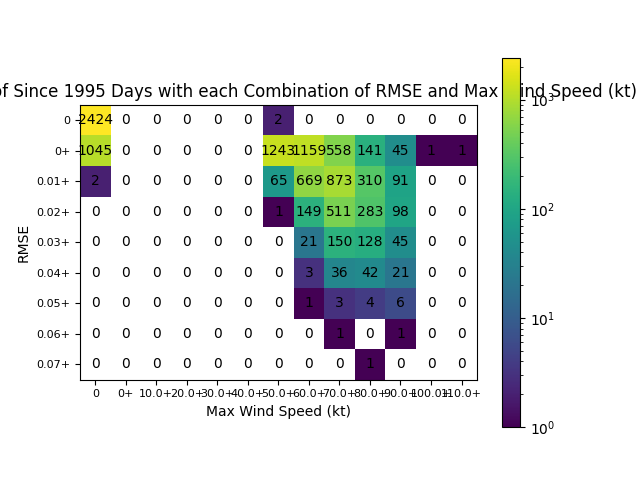 of Since 1995 Days with each Combination of RMSE and Max Wind Speed (kt)
0 2424 0 0 0 0 0 2 0 0 0 0 0 0
0+ 1045 0 0 0 0 0 1243 1159 558 141 45 1 1
0.01+ 2 0 0 0 0 0 65 669 873 310 91 0 0
0.02+ 0 0 0 0 0 0 1 149 511 283 98 0 0
0.03+ 0 0 0 0 0 0 0 21 150 128 45 0 0
0.04+ 0 0 0 0 0 0 0 3 36 42 21 0 0
0.05+ 0 0 0 0 0 0 0 1 3 4 6 0 0
0.06+ 0 0 0 0 0 0 0 0 1 0 1 0 0
0.07+ 0 0 0 0 0 0 0 0 0 1 0 0 0
0 0+ 10.0+ 20.0+ 30.0+ 40.0+ 50.0+ 60.0+ 70.0+ 80.0+ 90.0+ 100.0+ 110.0+
Max Wind Speed (kt)
RMSE
10³
10²
10¹
10⁰